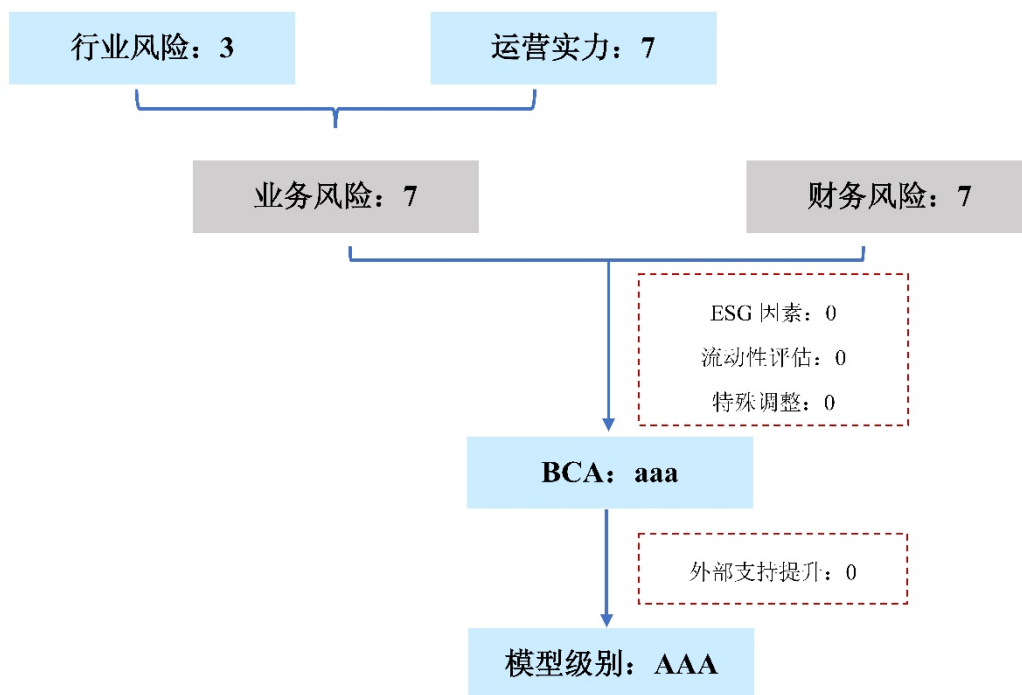 行业风险：3
运营实力：7
业务风险：7
财务风险：7
ESG 因素：0
流动性评估：0
特殊调整：0
BCA：aaa
外部支持提升：0
模型级别：AAA